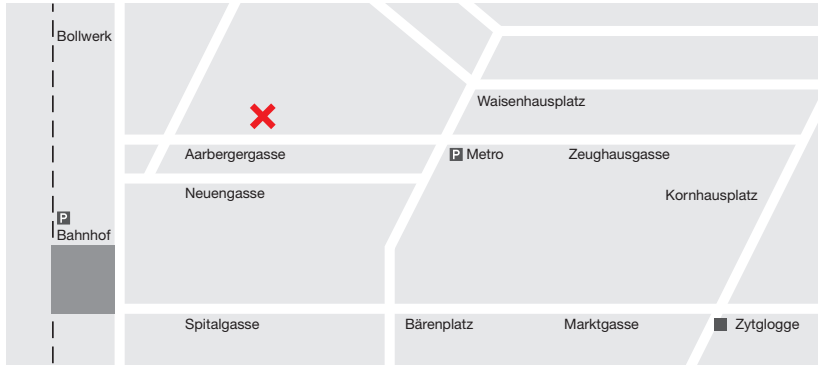 Bollwerk
Waisenhausplatz
Aarbergergasse
P Metro
Zeughausgasse
Neuengasse
Kornhausplatz
P
Bahnhof
Spitalgasse
Bärenplatz
Marktgasse
Zytglogge